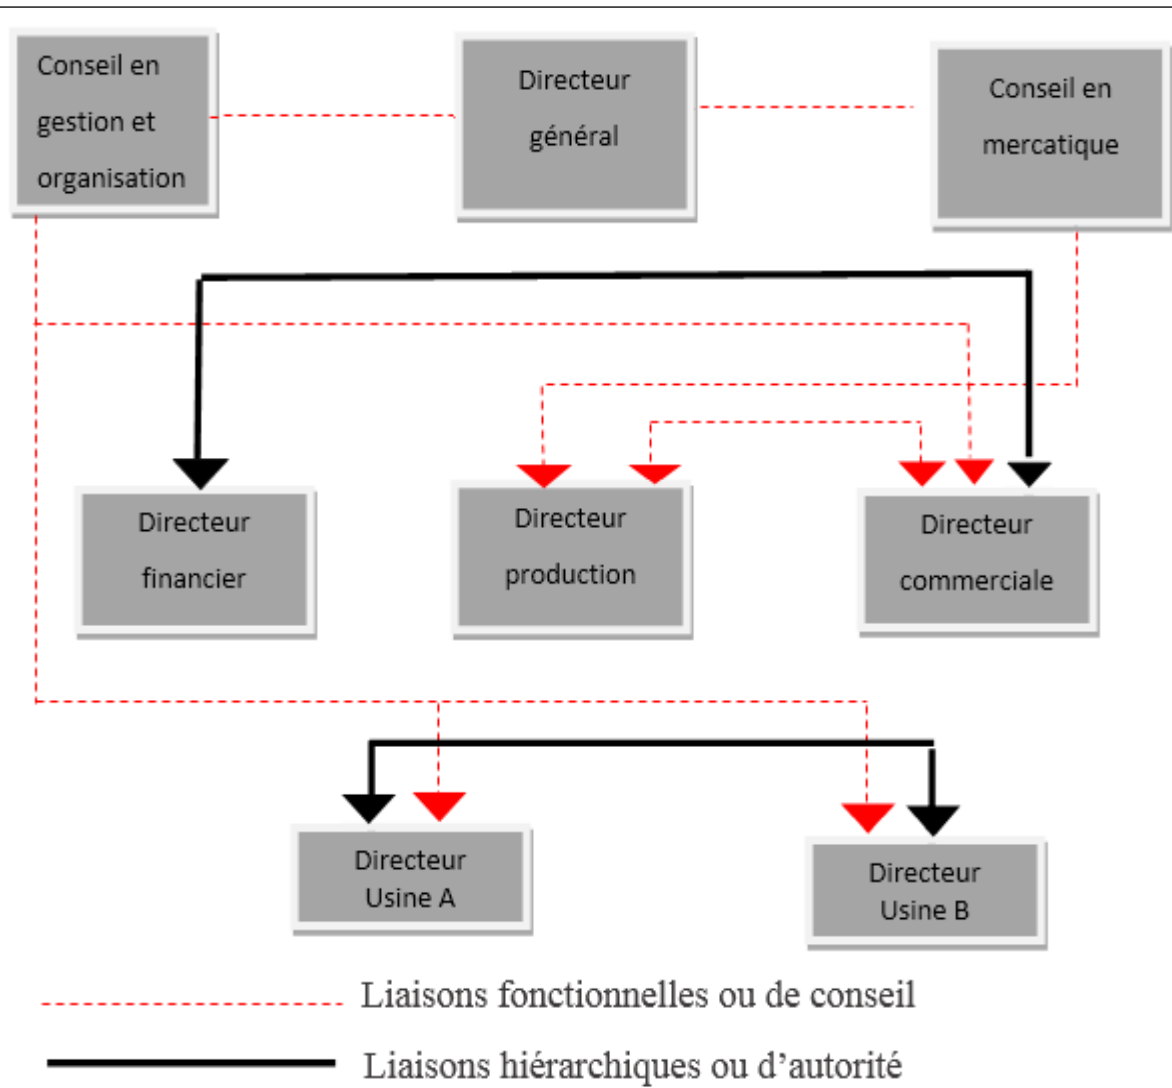 Conseil en
gestion et
organisation
Directeur
général
Conseil en
mercatique
Directeur
financier
Directeur
production
Directeur
commerciale
Directeur
Usine A
Directeur
Usine B
Liaisons fonctionnelles ou de conseil
Liaisons hiérarchiques ou d’autorité